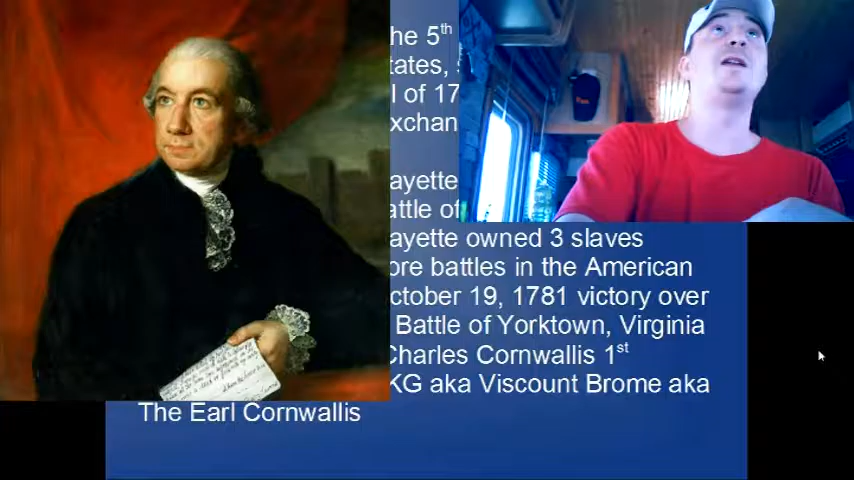 he 5th
tates,
l of 17
xchan
ayette
attle of
ayette owned 3 slaves
ore battles in the American
ctober 19, 1781 victory over
Battle of Yorktown, Virginia
Charles Cornwallis 1st
KG aka Viscount Brome aka
The Earl Cornwallis